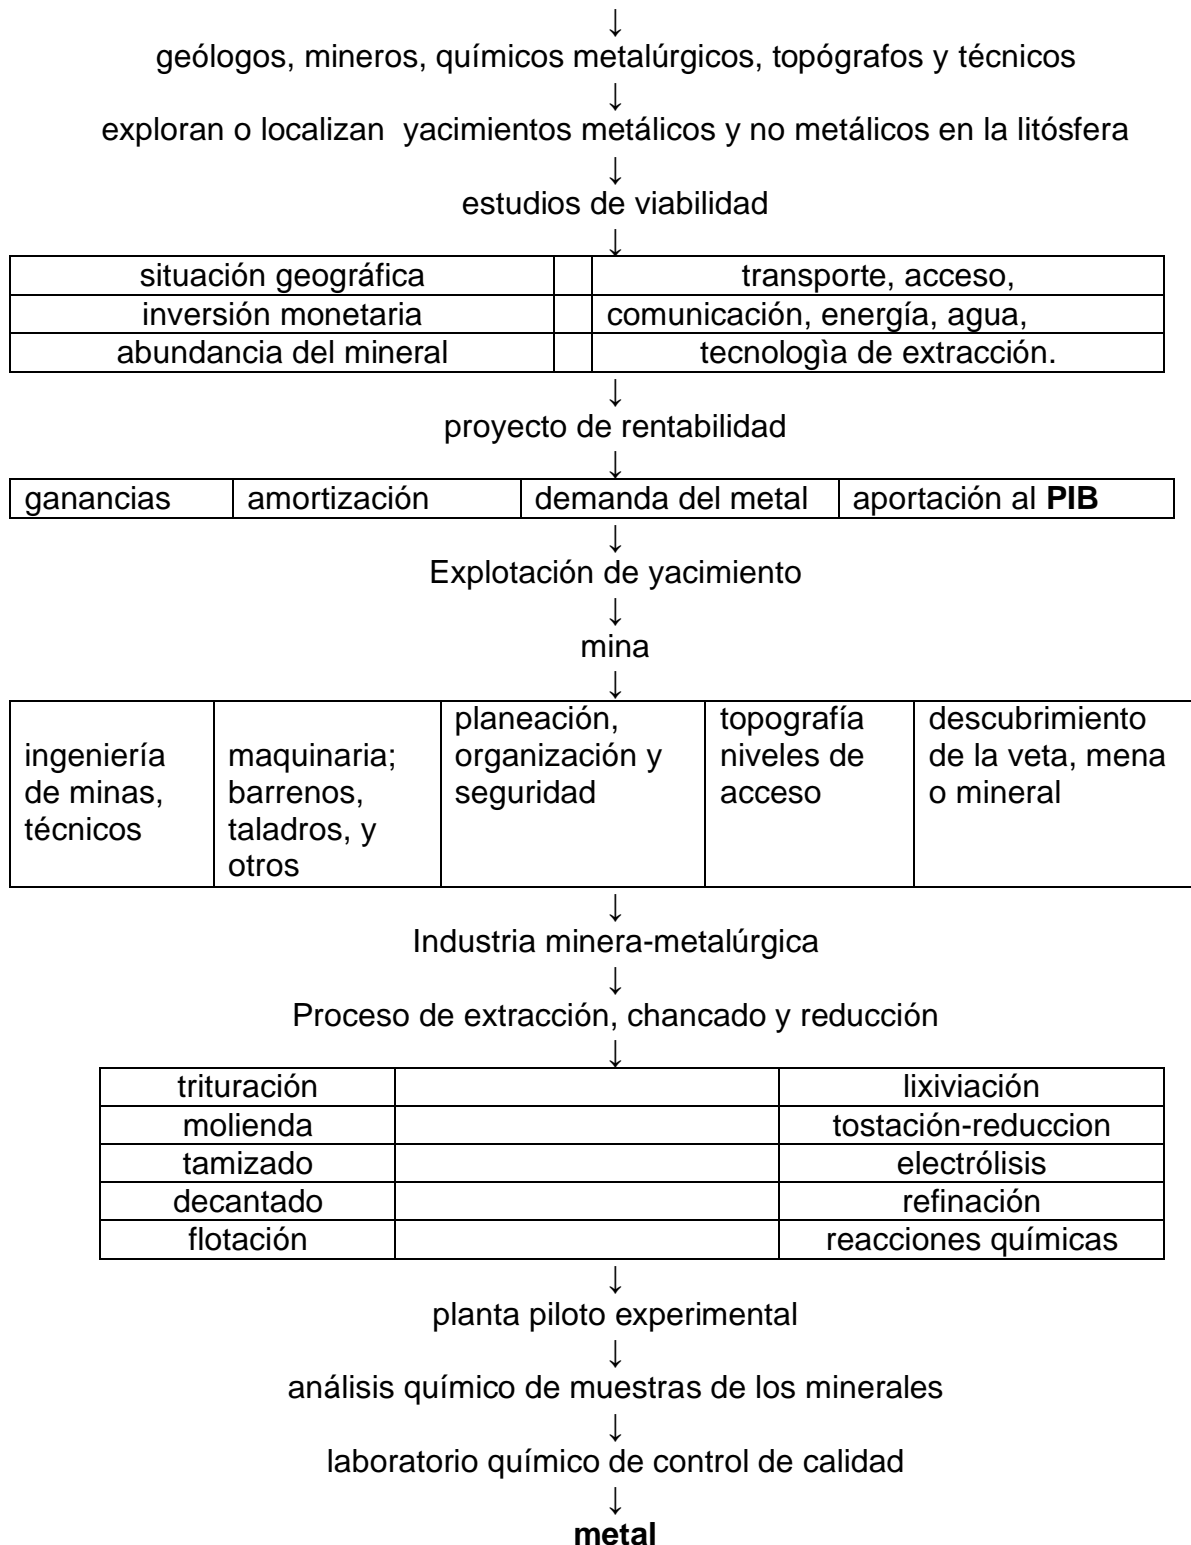 ↓
geólogos, mineros, químicos metalúrgicos, topógrafos y técnicos
↓
exploran o localizan yacimientos metálicos y no metálicos en la litósfera
↓
estudios de viabilidad
↓
situación geográfica transporte, acceso,
inversión monetaria comunicación, energía, agua,
abundancia del mineral tecnologìa de extracción.
↓
proyecto de rentabilidad
↓
ganancias amortización demanda del metal aportación al PIB
↓
Explotación de yacimiento
↓
mina
↓
ingeniería
de minas,
técnicos
maquinaria;
barrenos,
taladros, y
otros
planeación,
organización y
seguridad
topografía
niveles de
acceso
descubrimiento
de la veta, mena
o mineral
↓
Industria minera-metalúrgica
↓
Proceso de extracción, chancado y reducción
↓
trituración lixiviación
molienda tostación-reduccion
tamizado electrólisis
decantado refinación
flotación reacciones químicas
↓
planta piloto experimental
↓
análisis químico de muestras de los minerales
↓
laboratorio químico de control de calidad
↓
metal